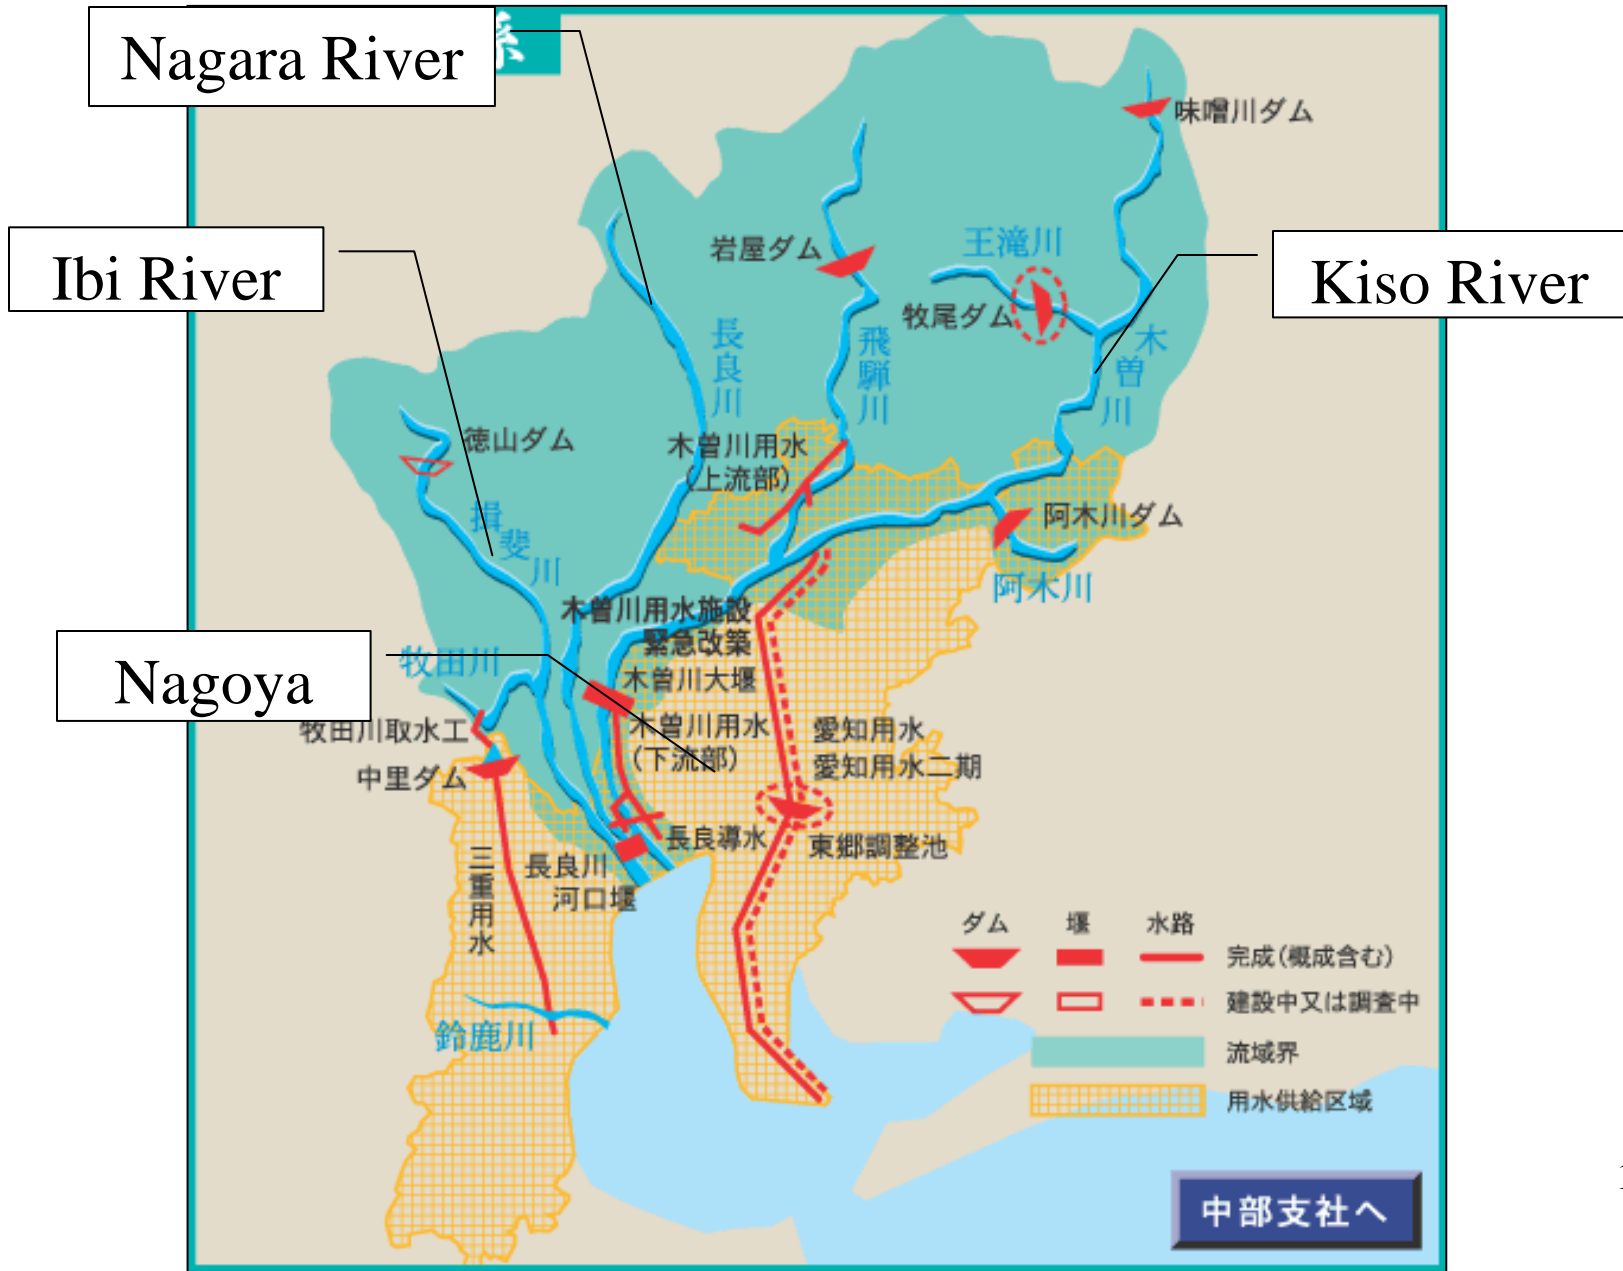 Nagara River
系
味噌川ダム
岩屋ダム
王滝川
Ibi River
Kiso River
牧尾ダム
長良川
飛騨川
木曽川
徳山ダム
木曽川用水
(上流部)
揖斐川
阿木川ダム
阿木川
木曽川用水施設
緊急改築
Nagoya
牧田川
木曽川大堰
牧田川取水工
木曽川用水
(下流部)
愛知用水
愛知用水二期
中里ダム
長良導水
東郷調整池
三重用水
長良川
河口堰
ダム 堰 水路
完成(概成含む)
建設中又は調査中
鈴鹿川
流域界
用水供給区域
中部支社へ